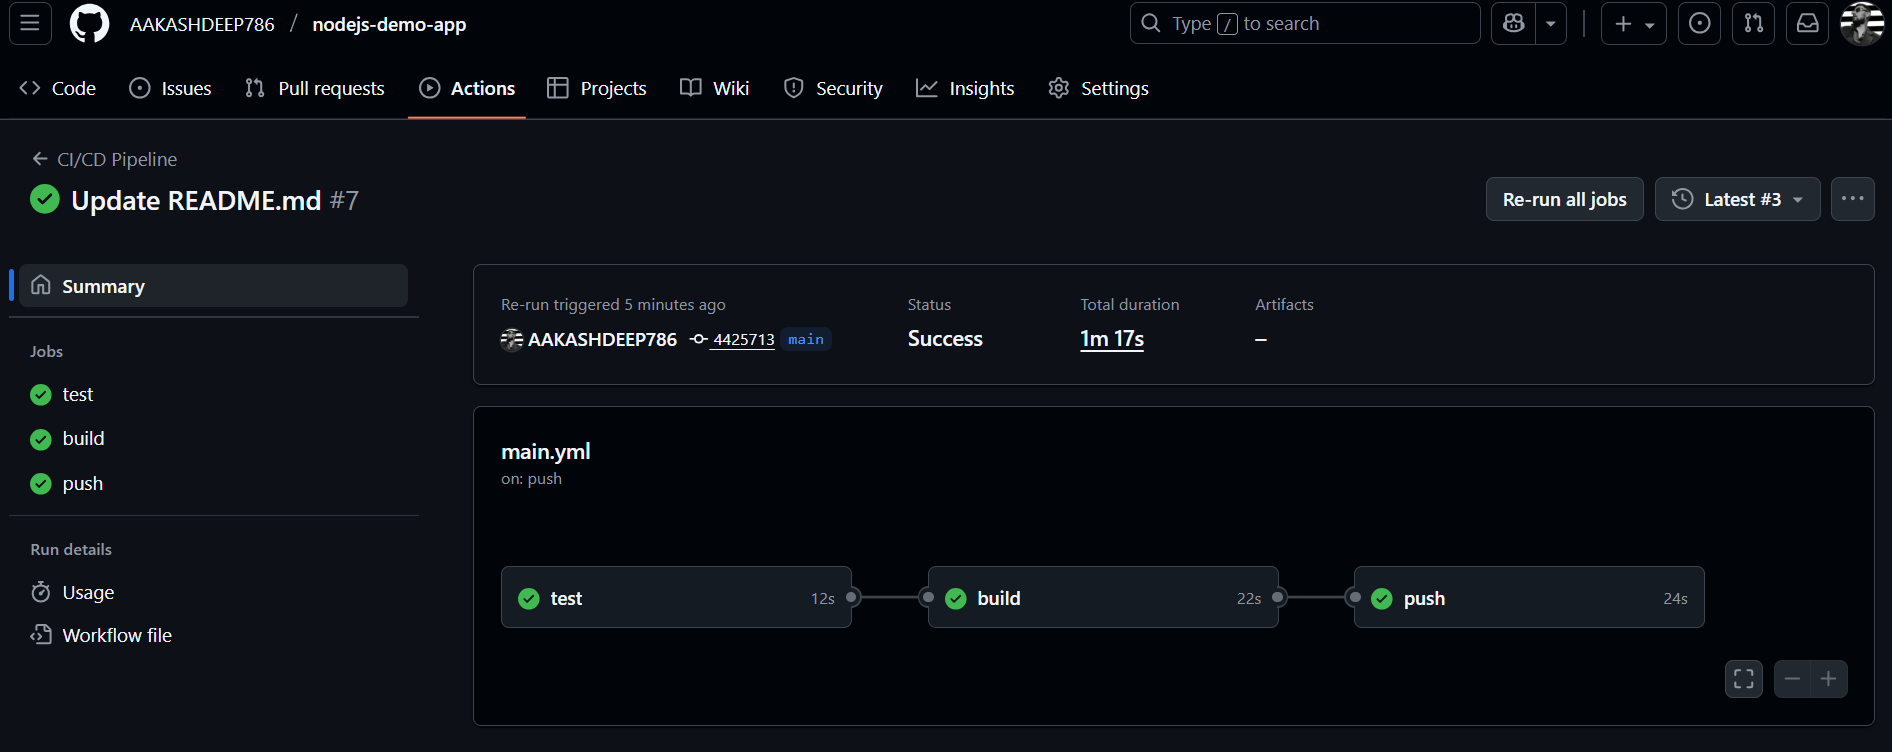 AAKASHDEEP786 / nodejs-demo-app
Type / to search
Code
Issues
Pull requests
Actions
Projects
Wiki
Security
Insights
Settings
CI/CD Pipeline
Update README.md #7
Re-run all jobs
Latest #3
Summary
Jobs
test
build
push
Run details
Usage
Workflow file
Re-run triggered 5 minutes ago
AAKASHDEEP786 4425713 main
Status
Success
Total duration
1m 17s
Artifacts
–
main.yml
on: push
test 12s
build 22s
push 24s